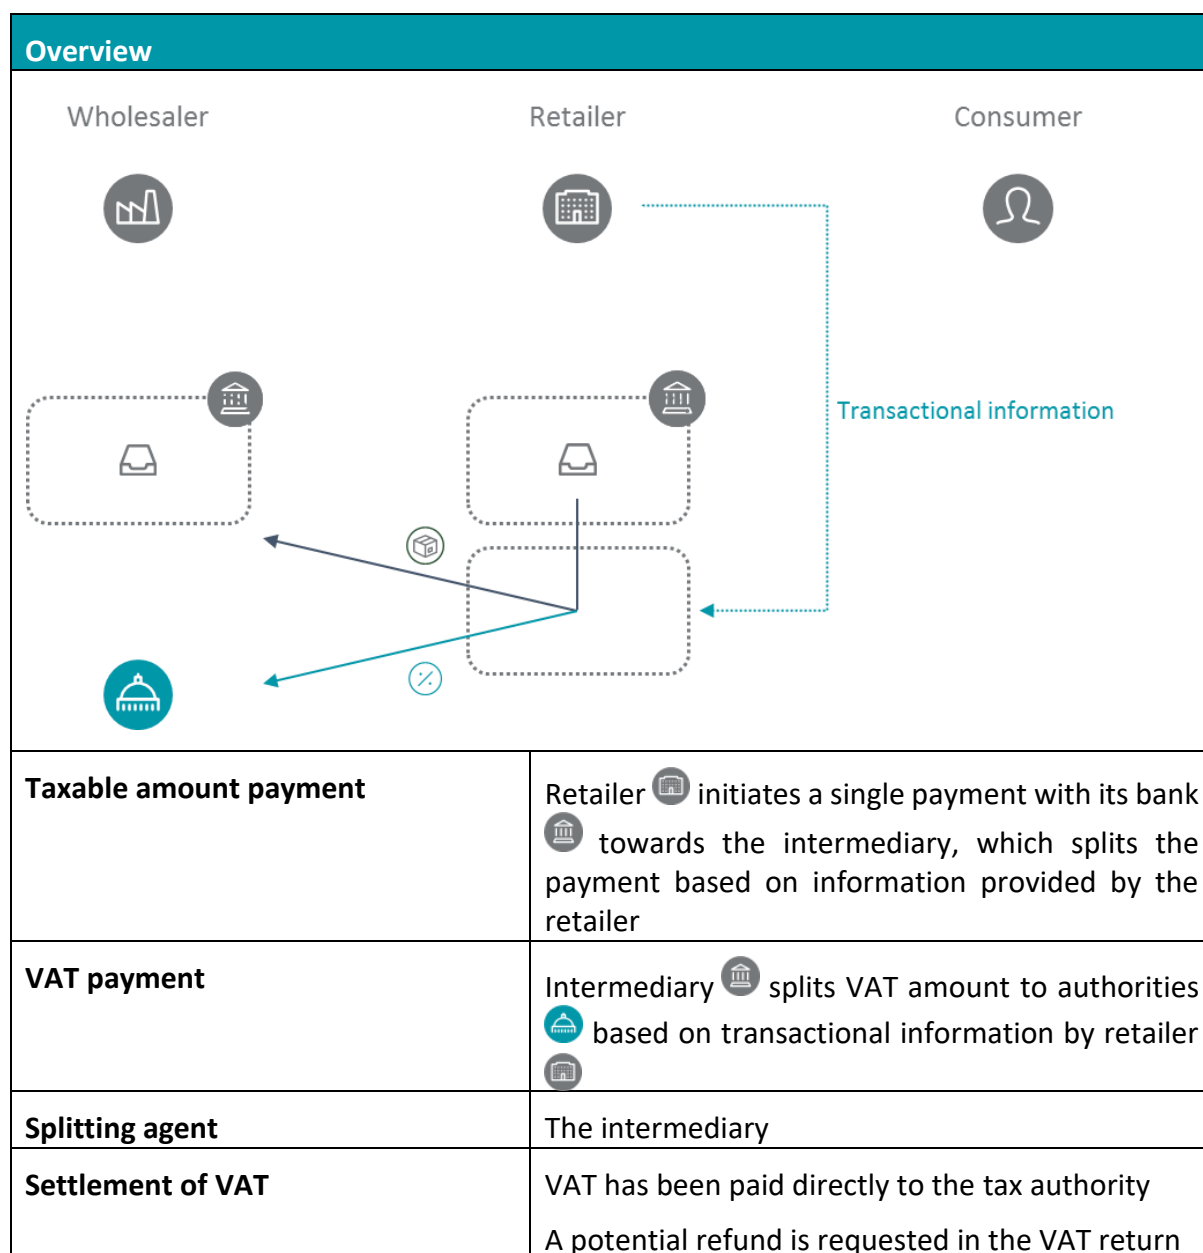 Overview
Wholesaler
Retailer
Consumer
Transactional information
Taxable amount payment
Retailer initiates a single payment with its bank
towards the intermediary, which splits the
payment based on information provided by the
retailer
VAT payment
Intermediary splits VAT amount to authorities
based on transactional information by retailer
Splitting agent
The intermediary
Settlement of VAT
VAT has been paid directly to the tax authority
A potential refund is requested in the VAT return